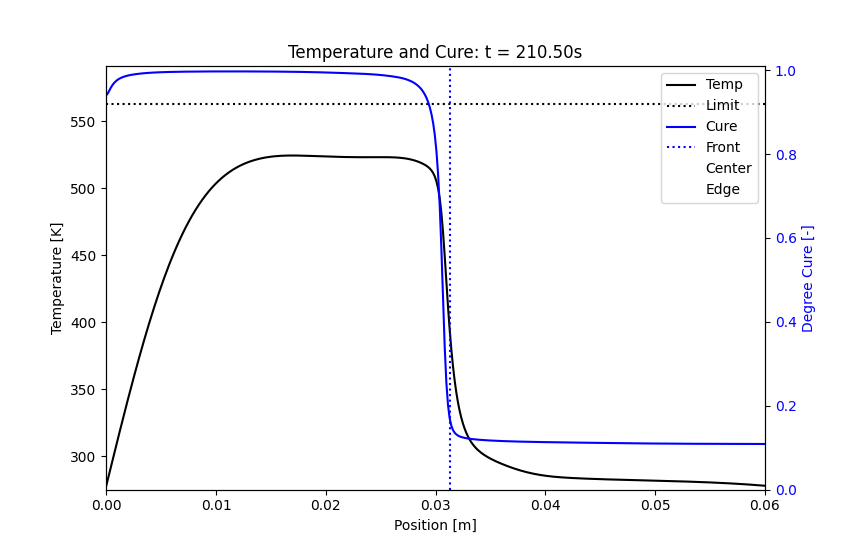 Temperature and Cure: t = 210.50s
Temp
Limit
Cure
Front
Center
Edge
Temperature [K]
550
500
450
400
350
300
1.0
0.8
0.6
0.4
0.2
0.0
Degree Cure [-]
0.00
0.01
0.02
0.03
0.04
0.05
0.06
Position [m]